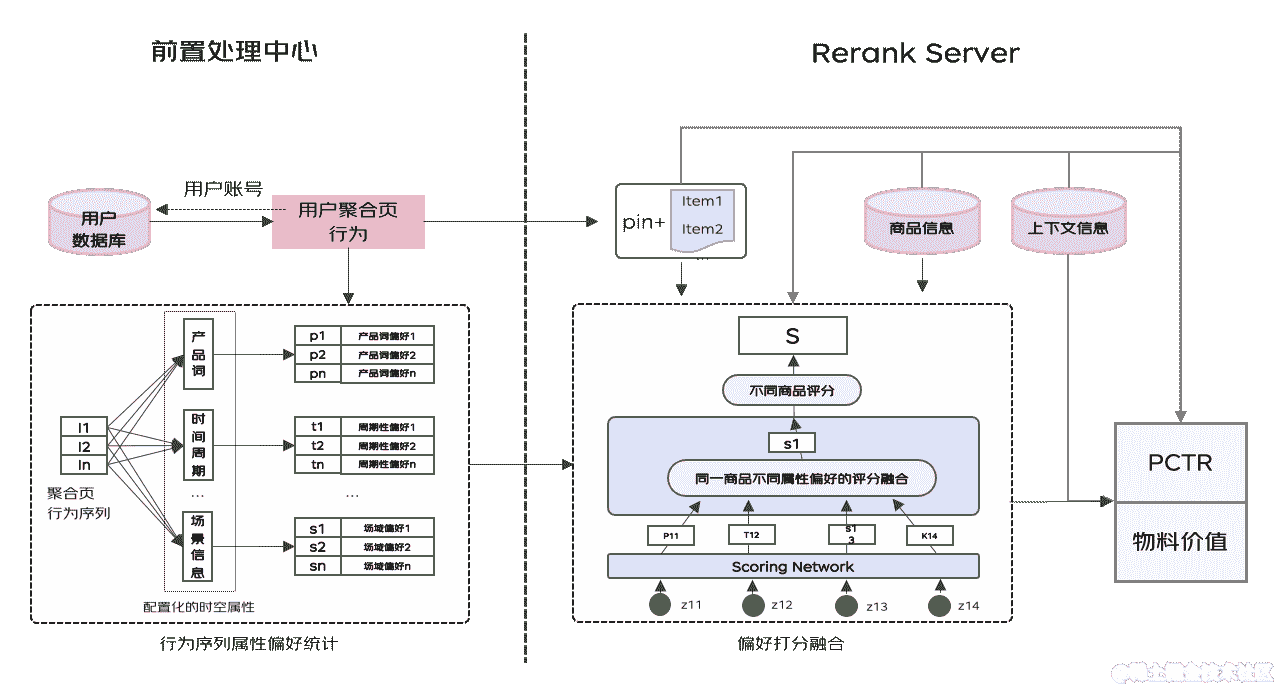 前置处理中心
Rerank Server
用户账号
用户
数据库
用户聚合页
行为
pin+
Item1
Item2
...
商品信息
上下文信息
I1
I2
In
聚合页
行为序列
产品词
时间周期
...
场景信息
配置化的时空属性
p1 产品词偏好1
p2 产品词偏好2
pn 产品词偏好n
t1 周期性偏好1
t2 周期性偏好2
tn 周期性偏好n
...
s1 场域偏好1
s2 场域偏好2
sn 场域偏好n
行为序列属性偏好统计
S
不同商品评分
s1
同一商品不同属性偏好的评分融合
P11
T12
s1
3
K14
Scoring Network
z11
z12
z13
z14
偏好打分融合
PCTR
物料价值